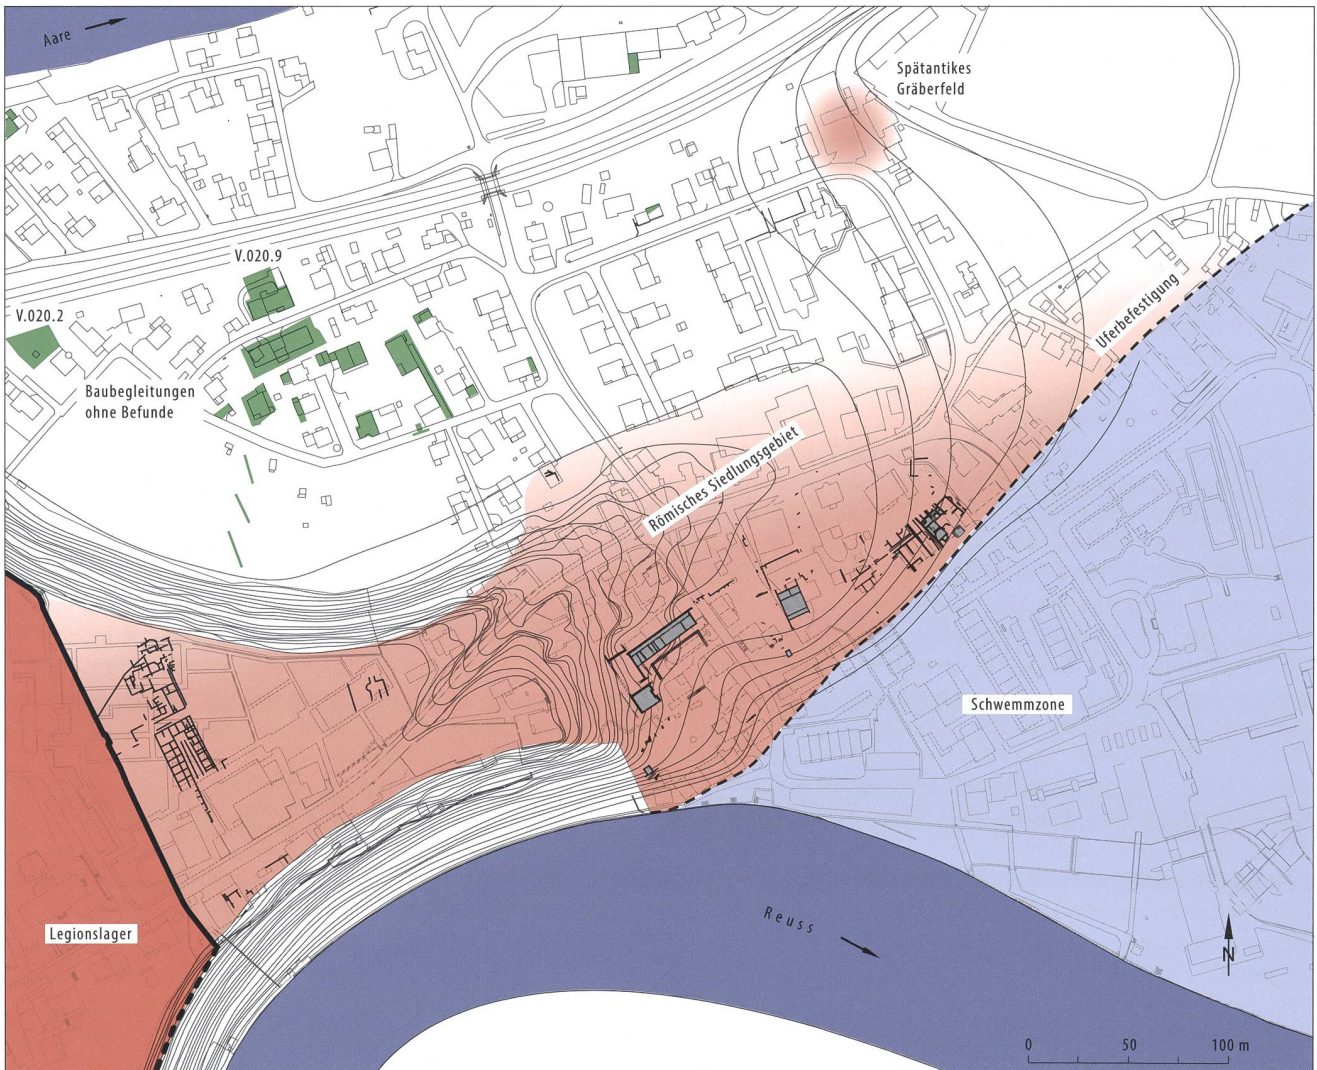 Aare
Spätantikes
Gräberfeld
V.020.9
V.020.2
Baubegleitungen
ohne Befunde
Uferbefestigung
Römisches Siedlungsgebiet
Schwemmzone
Legionslager
Reuss
N
0 50 100 m